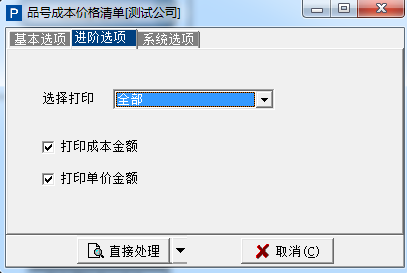 P 品号成本价格清单[测试公司]
基本选项 进阶选项 系统选项
选择打印 全部
打印成本金额
打印单价金额
直接处理 取消(C)